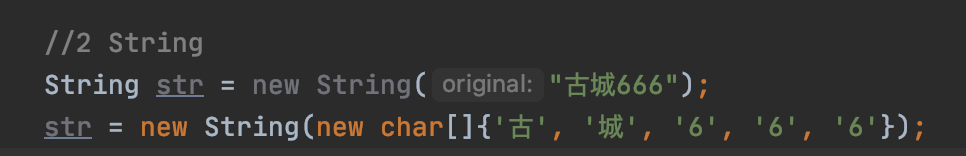 //2 String
String str = new String( original: "古城666");
str = new String(new char[]{'古', '城', '6', '6', '6'});